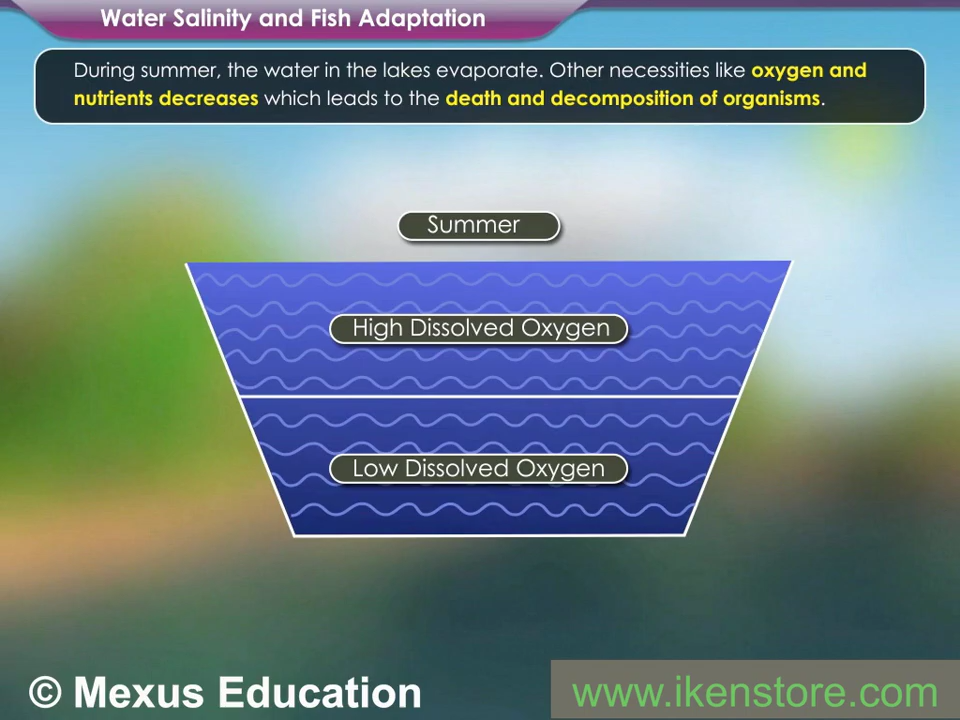 Water Salinity and Fish Adaptation
During summer, the water in the lakes evaporate. Other necessities like oxygen and
nutrients decreases which leads to the death and decomposition of organisms.
Summer
High Dissolved Oxygen
Low Dissolved Oxygen
© Mexus Education
www.ikenstore.com